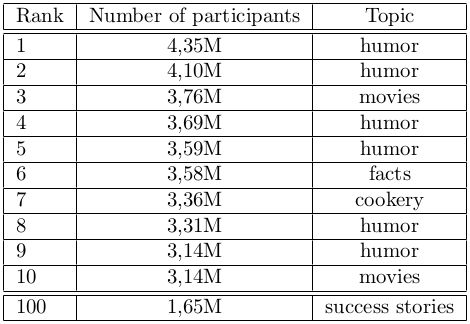 Rank Number of participants Topic
1 4,35M humor
2 4,10M humor
3 3,76M movies
4 3,69M humor
5 3,59M humor
6 3,58M facts
7 3,36M cookery
8 3,31M humor
9 3,14M humor
10 3,14M movies
100 1,65M success stories